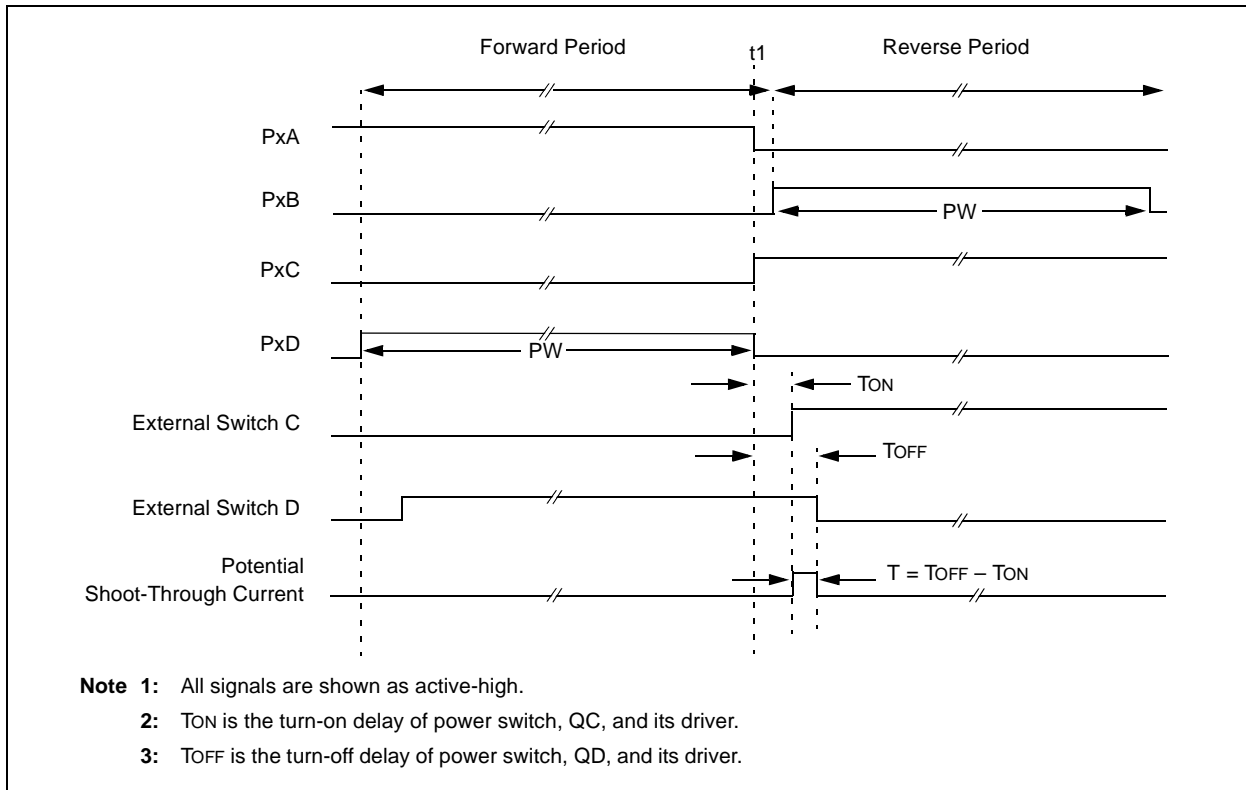 Forward Period
t1
Reverse Period
PxA
PxB
PW
PxC
PxD
PW
TON
External Switch C
TOFF
External Switch D
Potential
Shoot-Through Current
T = TOFF – TON
Note 1: All signals are shown as active-high.
2: TON is the turn-on delay of power switch, QC, and its driver.
3: TOFF is the turn-off delay of power switch, QD, and its driver.